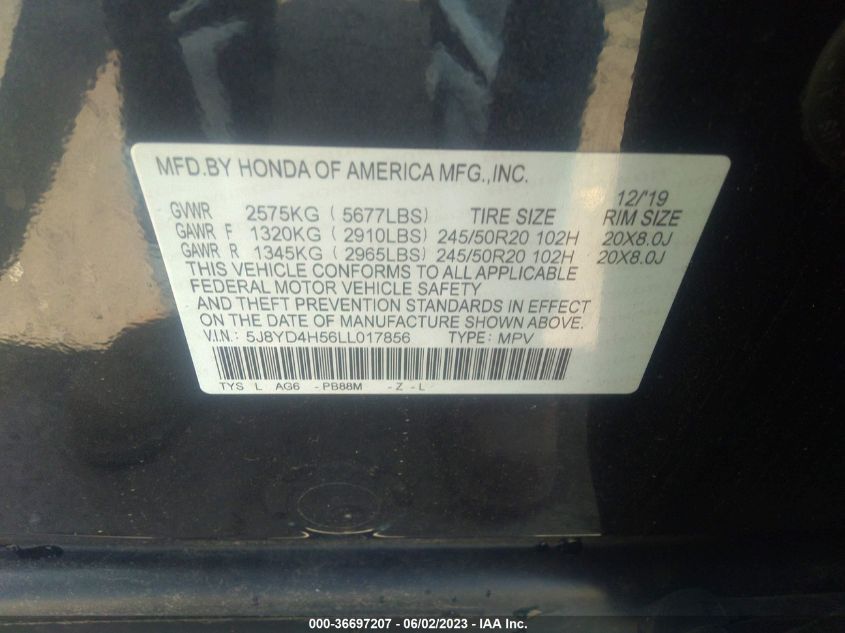 MFD.BY HONDA OF AMERICA MFG.,INC.
12/'19
GVWR 2575KG ( 5677LBS) TIRE SIZE RIM SIZE
GAWR F 1320KG ( 2910LBS) 245/50R20 102H 20X8.0J
GAWR R 1345KG ( 2965LBS) 245/50R20 102H 20X8.0J
THIS VEHICLE CONFORMS TO ALL APPLICABLE
FEDERAL MOTOR VEHICLE SAFETY
AND THEFT PREVENTION STANDARDS IN EFFECT
ON THE DATE OF MANUFACTURE SHOWN ABOVE.
V.I.N.: 5J8YD4H56LL017856 TYPE: MPV
TYS L AG6 - PB88M - Z - L
000-36697207 - 06/02/2023 - IAA Inc.